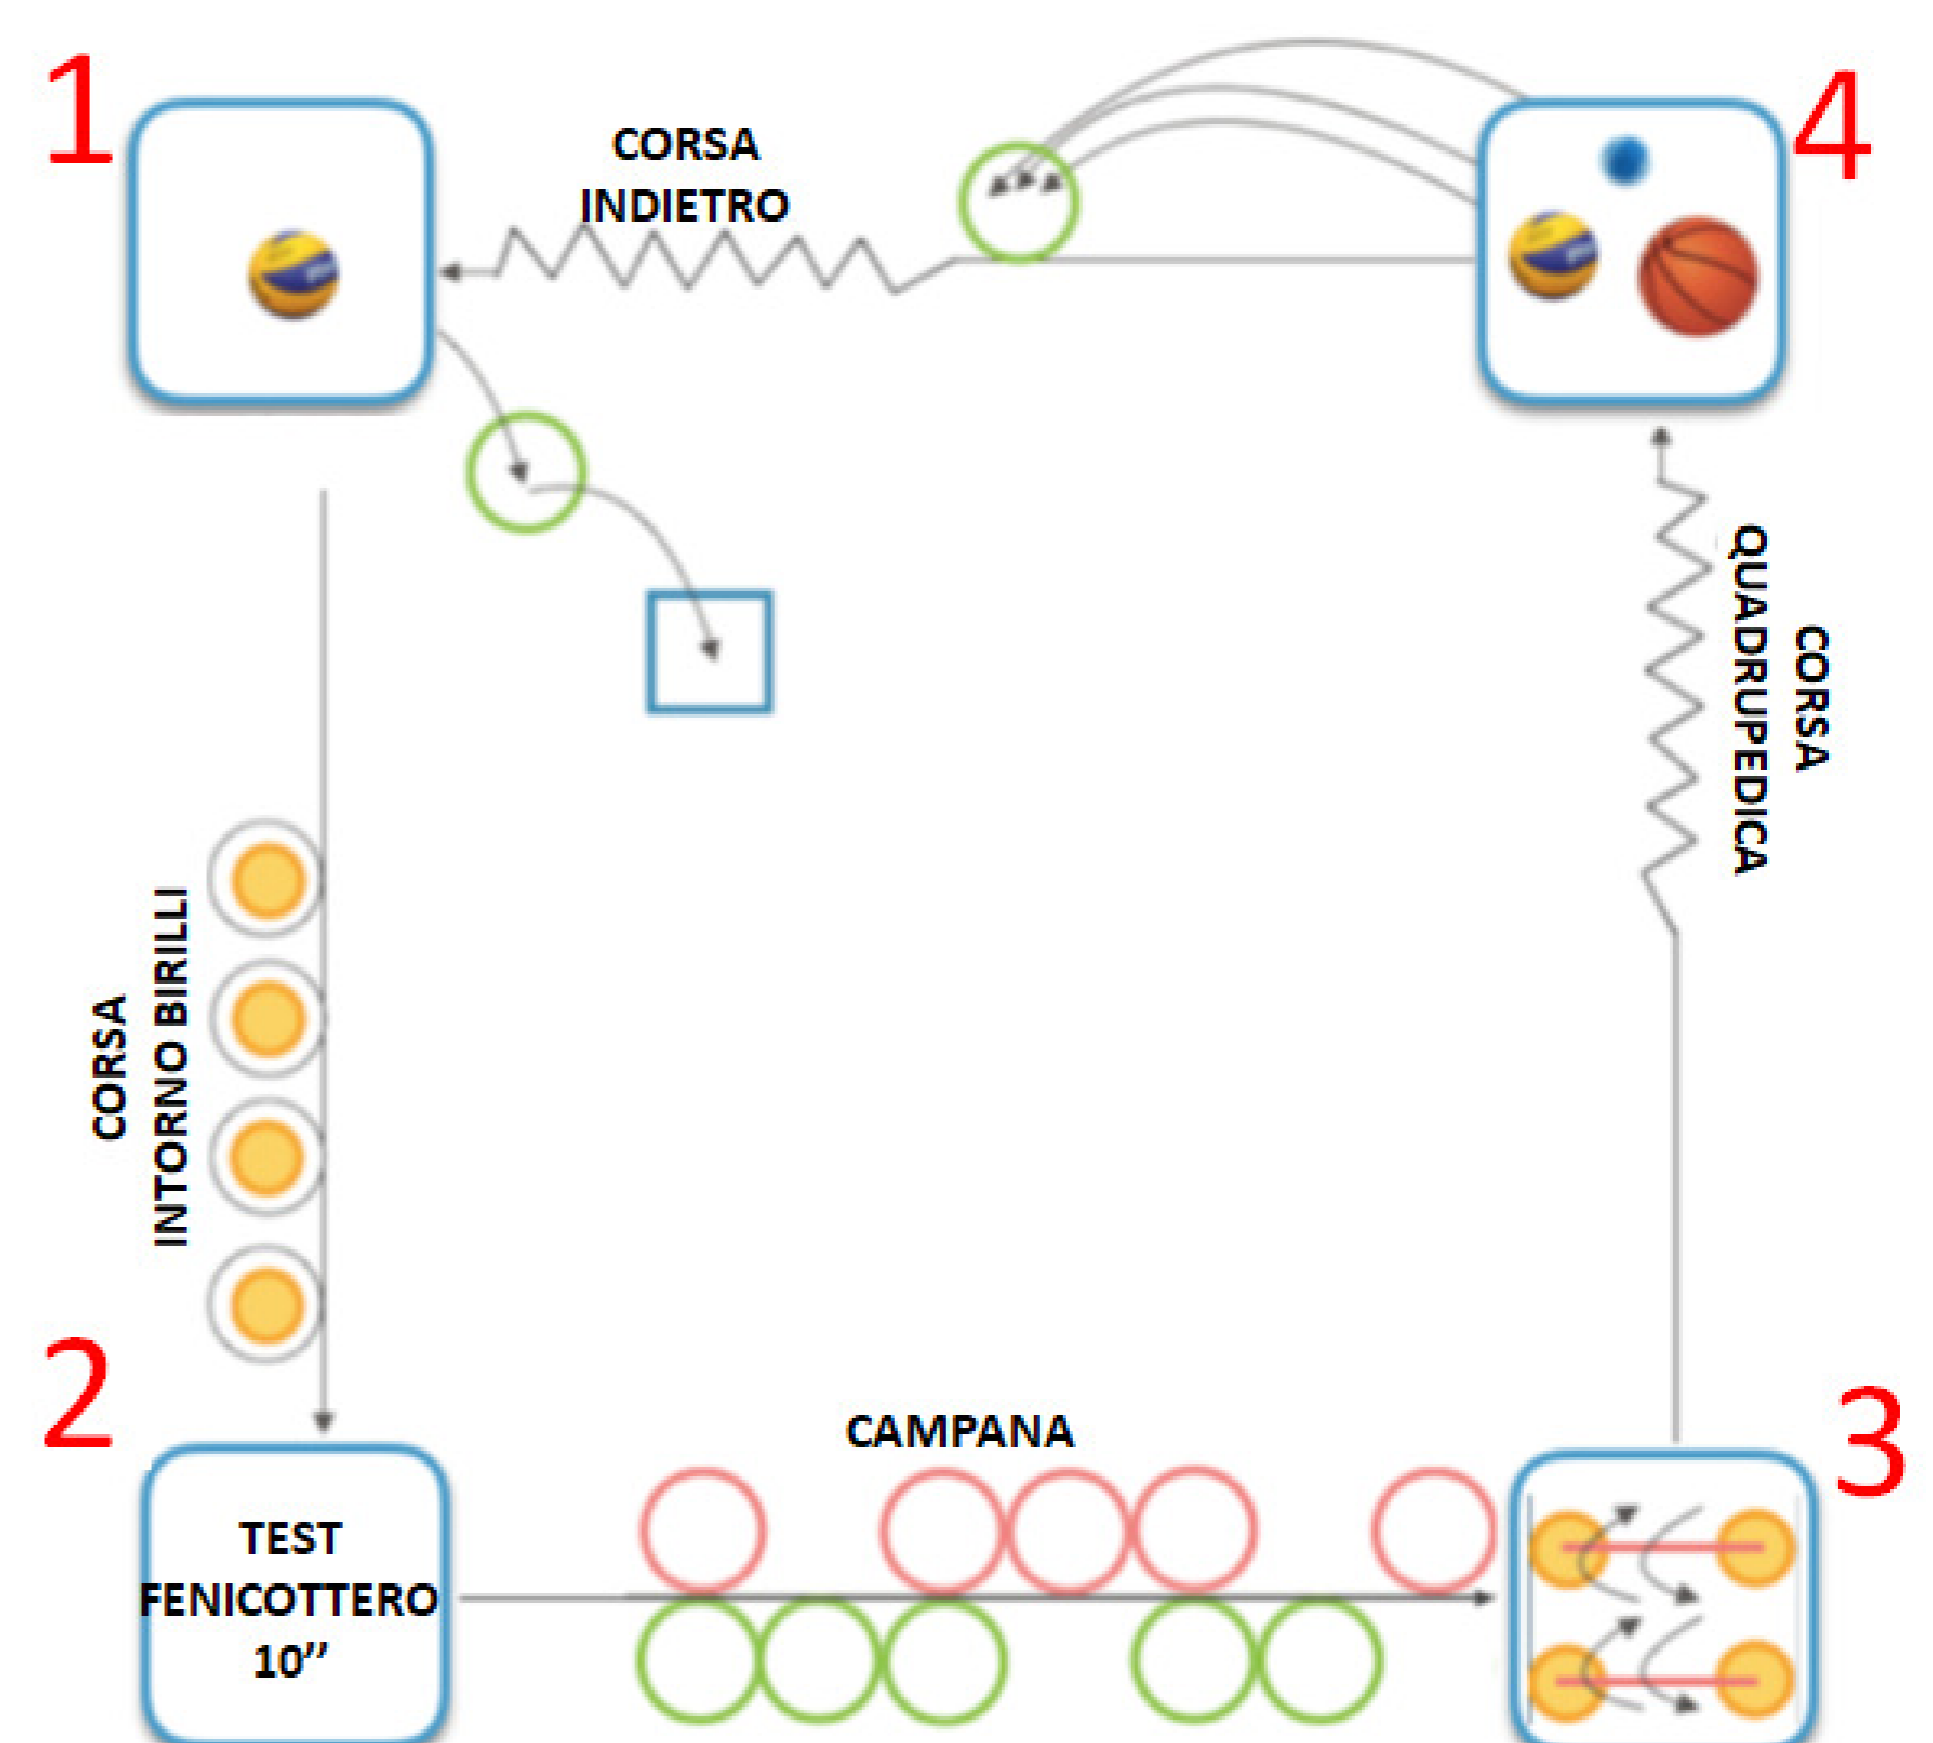 1
CORSA
INDIETRO
4
CORSA
QUADRUPEDICA
CORSA
INTORNO BIRILLI
2
TEST
FENICOTTERO
10’’
CAMPANA
3